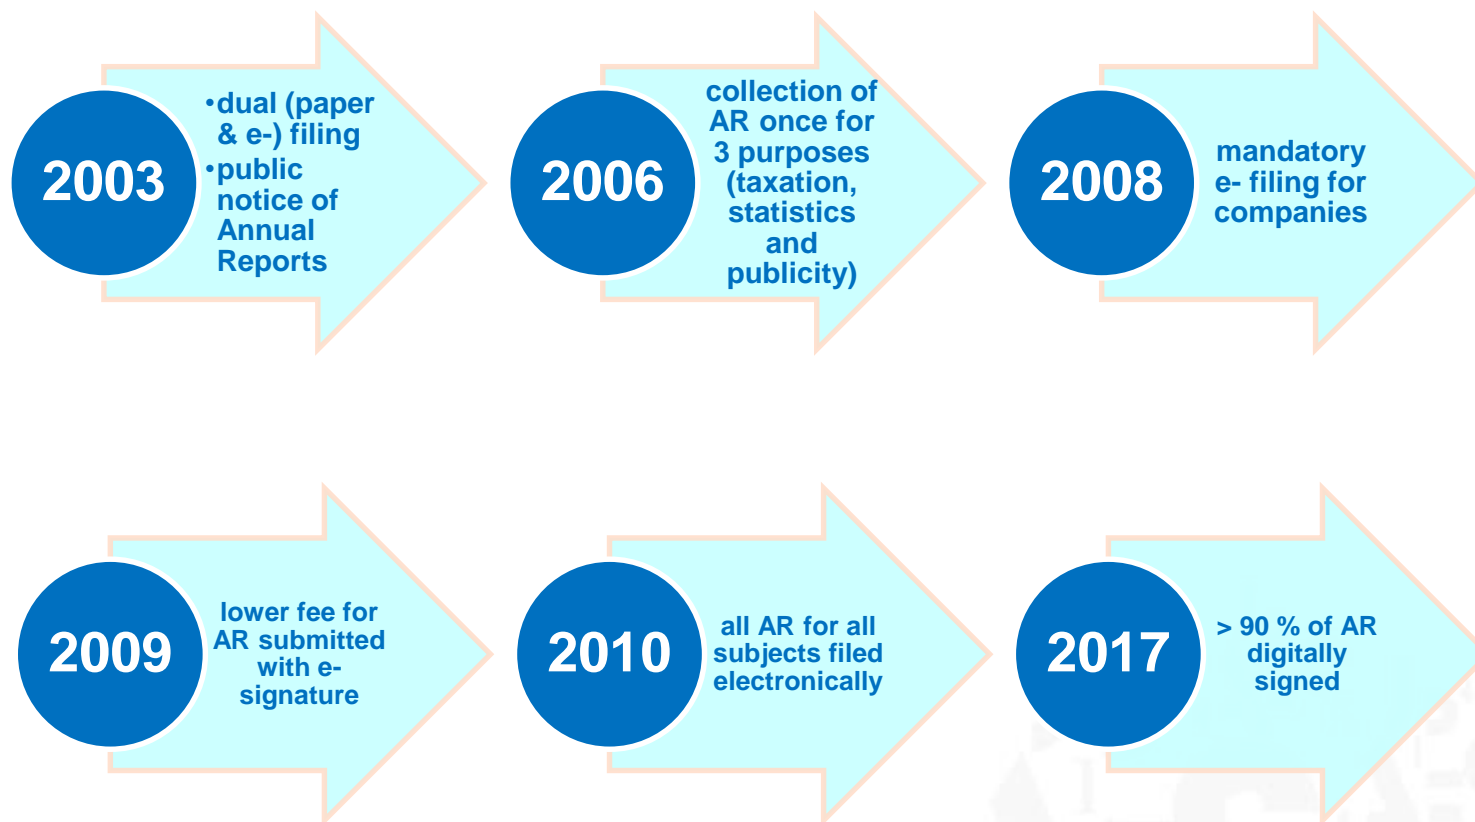 2003
•dual (paper
& e-) filing
•public
notice of
Annual
Reports
2006
collection of
AR once for
3 purposes
(taxation,
statistics
and
publicity)
2008
mandatory
e- filing for
companies
2009
lower fee for
AR submitted
with e-
signature
2010
all AR for all
subjects filed
electronically
2017
> 90 % of AR
digitally
signed